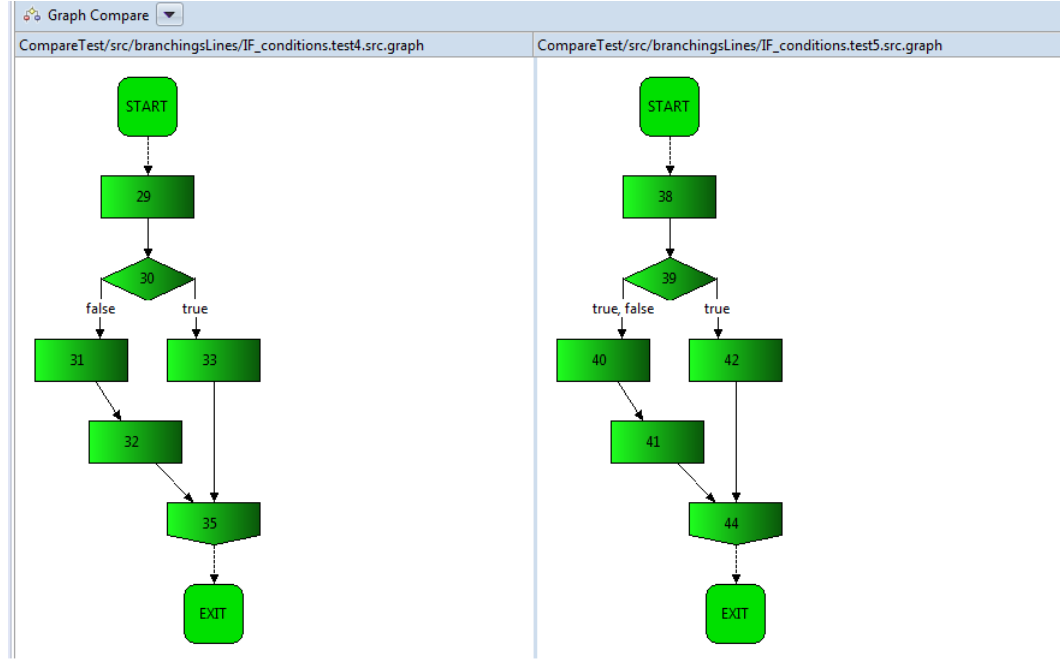 Graph Compare
CompareTest/src/branchingsLines/IF_conditions.test4.src.graph
START
29
30
false true
31 33
32
35
EXIT
CompareTest/src/branchingsLines/IF_conditions.test5.src.graph
START
38
39
true, false true
40 42
41
44
EXIT